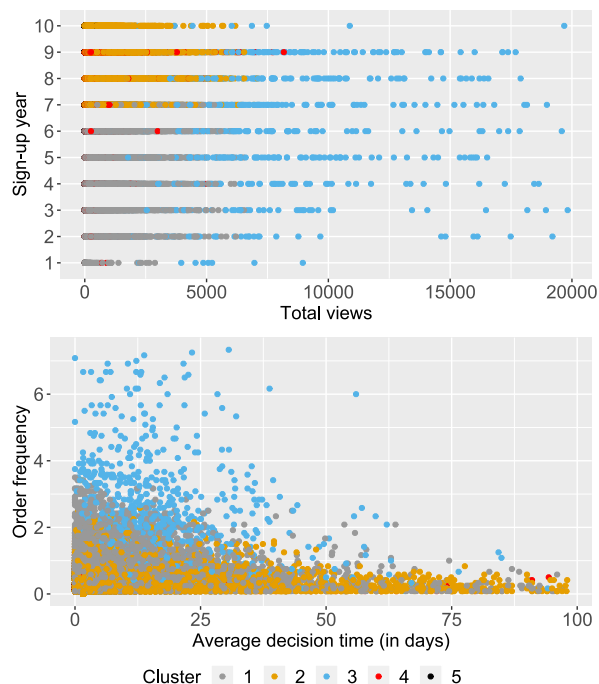 Sign-up year
10
9
8
7
6
5
4
3
2
1
0 5000 10000 15000 20000
Total views
Order frequency
6
4
2
0
0 25 50 75 100
Average decision time (in days)
Cluster 1 2 3 4 5